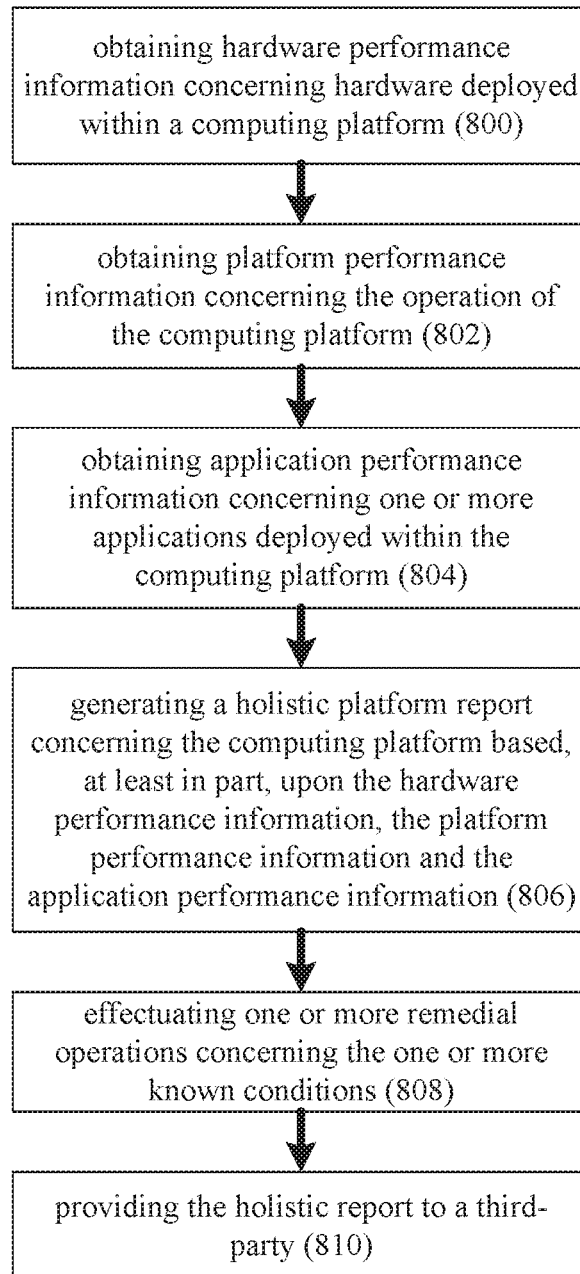 obtaining hardware performance
information concerning hardware deployed
within a computing platform (800)
obtaining platform performance
information concerning the operation of
the computing platform (802)
obtaining application performance
information concerning one or more
applications deployed within the
computing platform (804)
generating a holistic platform report
concerning the computing platform based,
at least in part, upon the hardware
performance information, the platform
performance information and the
application performance information (806)
effectuating one or more remedial
operations concerning the one or more
known conditions (808)
providing the holistic report to a third-
party (810)